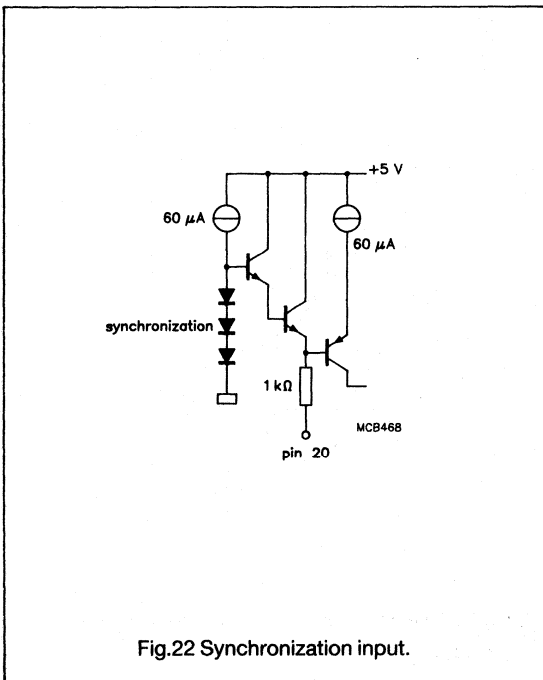 +5 V
60 μA
60 μA
synchronization
1 kΩ
MCB468
pin 20
Fig.22 Synchronization input.